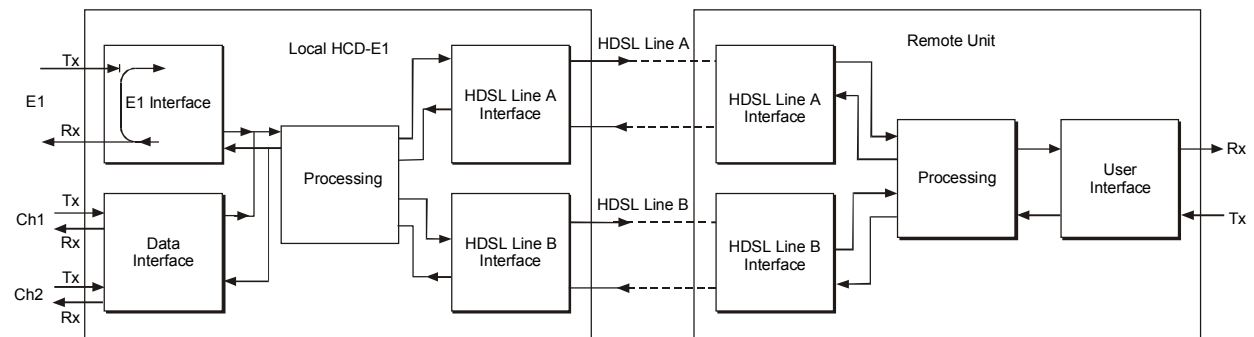 Local HCD-E1
Remote Unit
HDSL Line A
Tx
E1
E1 Interface
Rx
HDSL Line A
Interface
HDSL Line A
Interface
Processing
Processing
User
Interface
Rx
Tx
HDSL Line B
Tx
Ch1
Rx
Data
Interface
Tx
Ch2
Rx
HDSL Line B
Interface
HDSL Line B
Interface